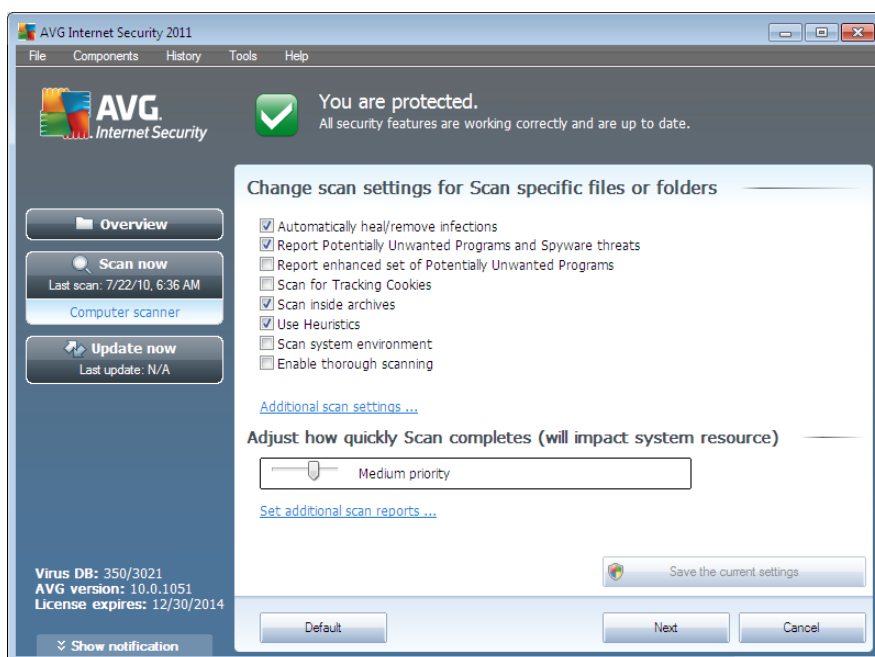 AVG Internet Security 2011
File Components History Tools Help
AVG.
Internet Security
You are protected.
All security features are working correctly and are up to date.
Change scan settings for Scan specific files or folders
Overview
Scan now
Last scan: 7/22/10, 6:36 AM
Computer scanner
Update now
Last update: N/A
Automatically heal/remove infections
Report Potentially Unwanted Programs and Spyware threats
Report enhanced set of Potentially Unwanted Programs
Scan for Tracking Cookies
Scan inside archives
Use Heuristics
Scan system environment
Enable thorough scanning
Additional scan settings ...
Adjust how quickly Scan completes (will impact system resource)
Medium priority
Set additional scan reports ...
Save the current settings
Virus DB: 350/3021
AVG version: 10.0.1051
License expires: 12/30/2014
Show notification
Default
Next
Cancel